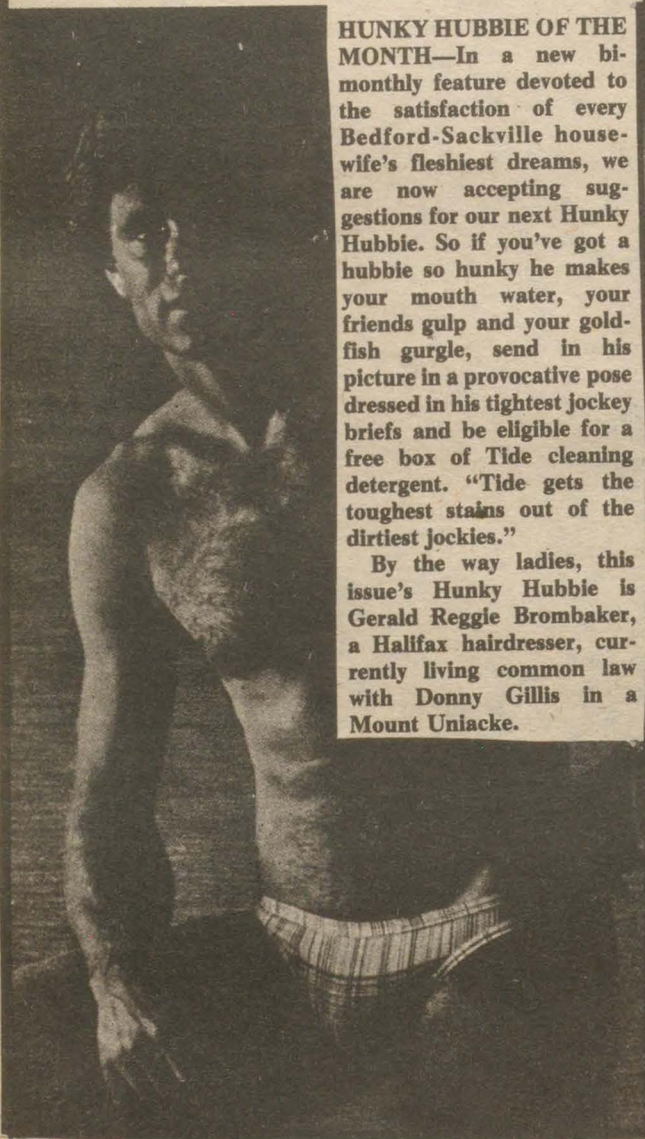 HUNKY HUBBIE OF THE
MONTH—In a new bi-
monthly feature devoted to
the satisfaction of every
Bedford-Sackville house-
wife's fleshiest dreams, we
are now accepting sug-
gestions for our next Hunky
Hubbie. So if you've got a
hubbie so hunky he makes
your mouth water, your
friends gulp and your gold-
fish gurgle, send in his
picture in a provocative pose
dressed in his tightest jockey
briefs and be eligible for a
free box of Tide cleaning
detergent. “Tide gets the
toughest stains out of the
dirtiest jockies.”
By the way ladies, this
issue's Hunky Hubbie is
Gerald Reggie Brombaker,
a Halifax hairdresser, cur-
rently living common law
with Donny Gillis in a
Mount Uniacke.